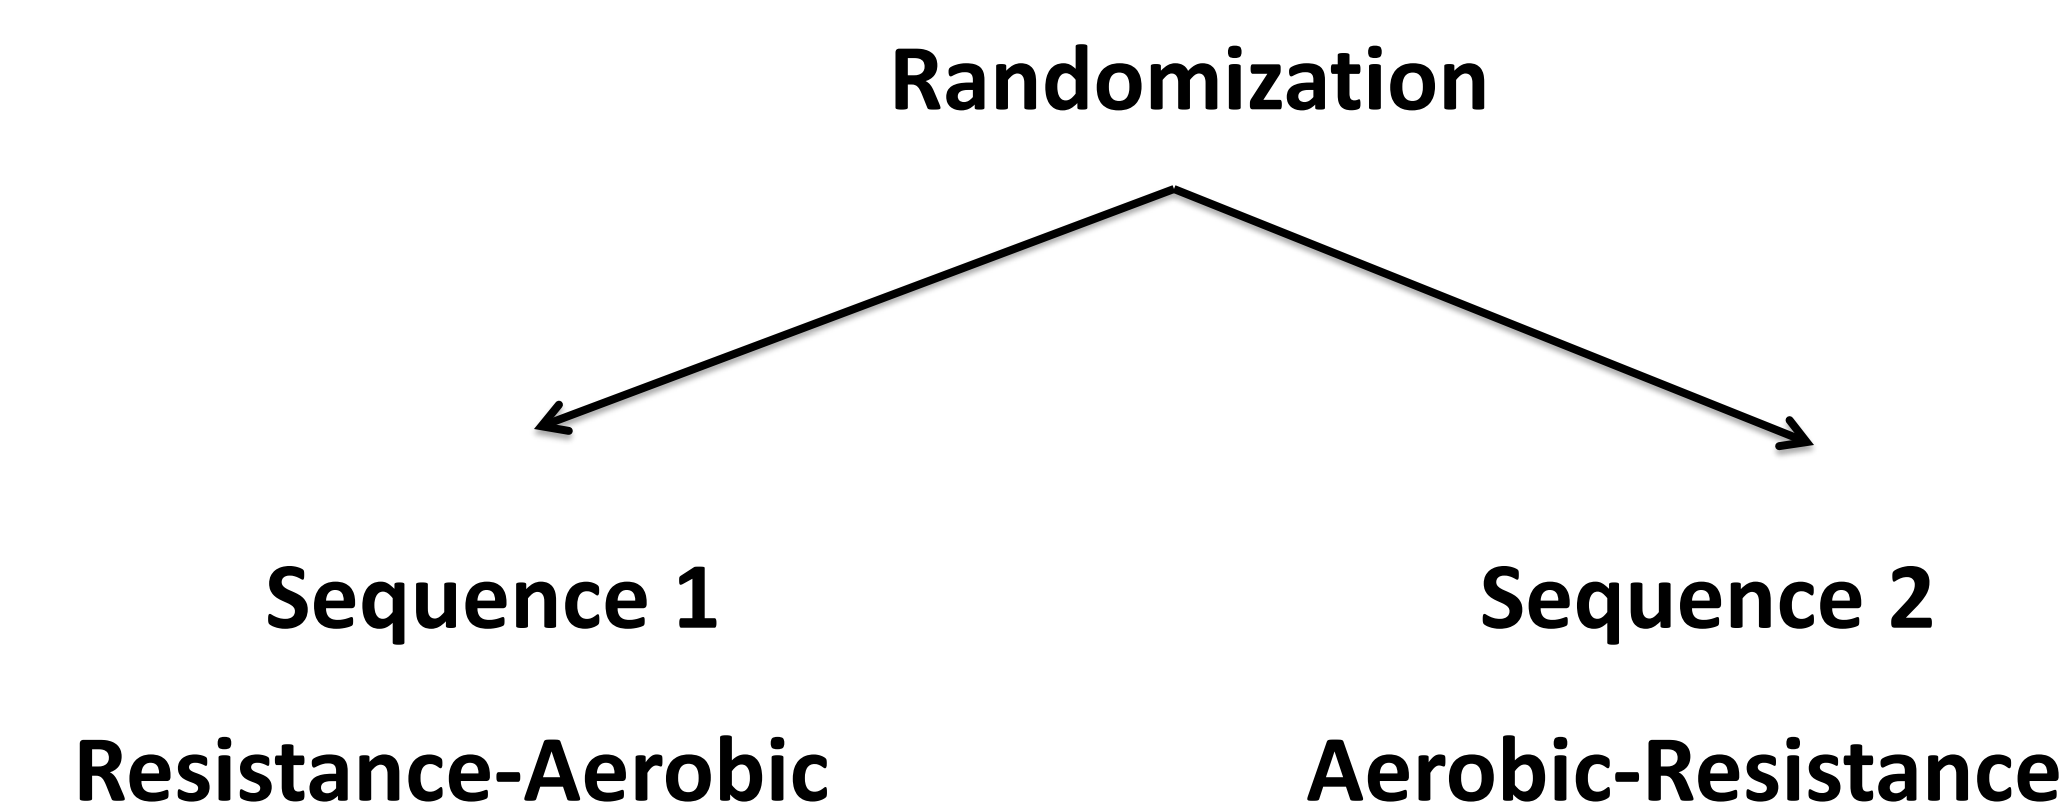 Randomization
Sequence 1
Sequence 2
Resistance-Aerobic
Aerobic-Resistance